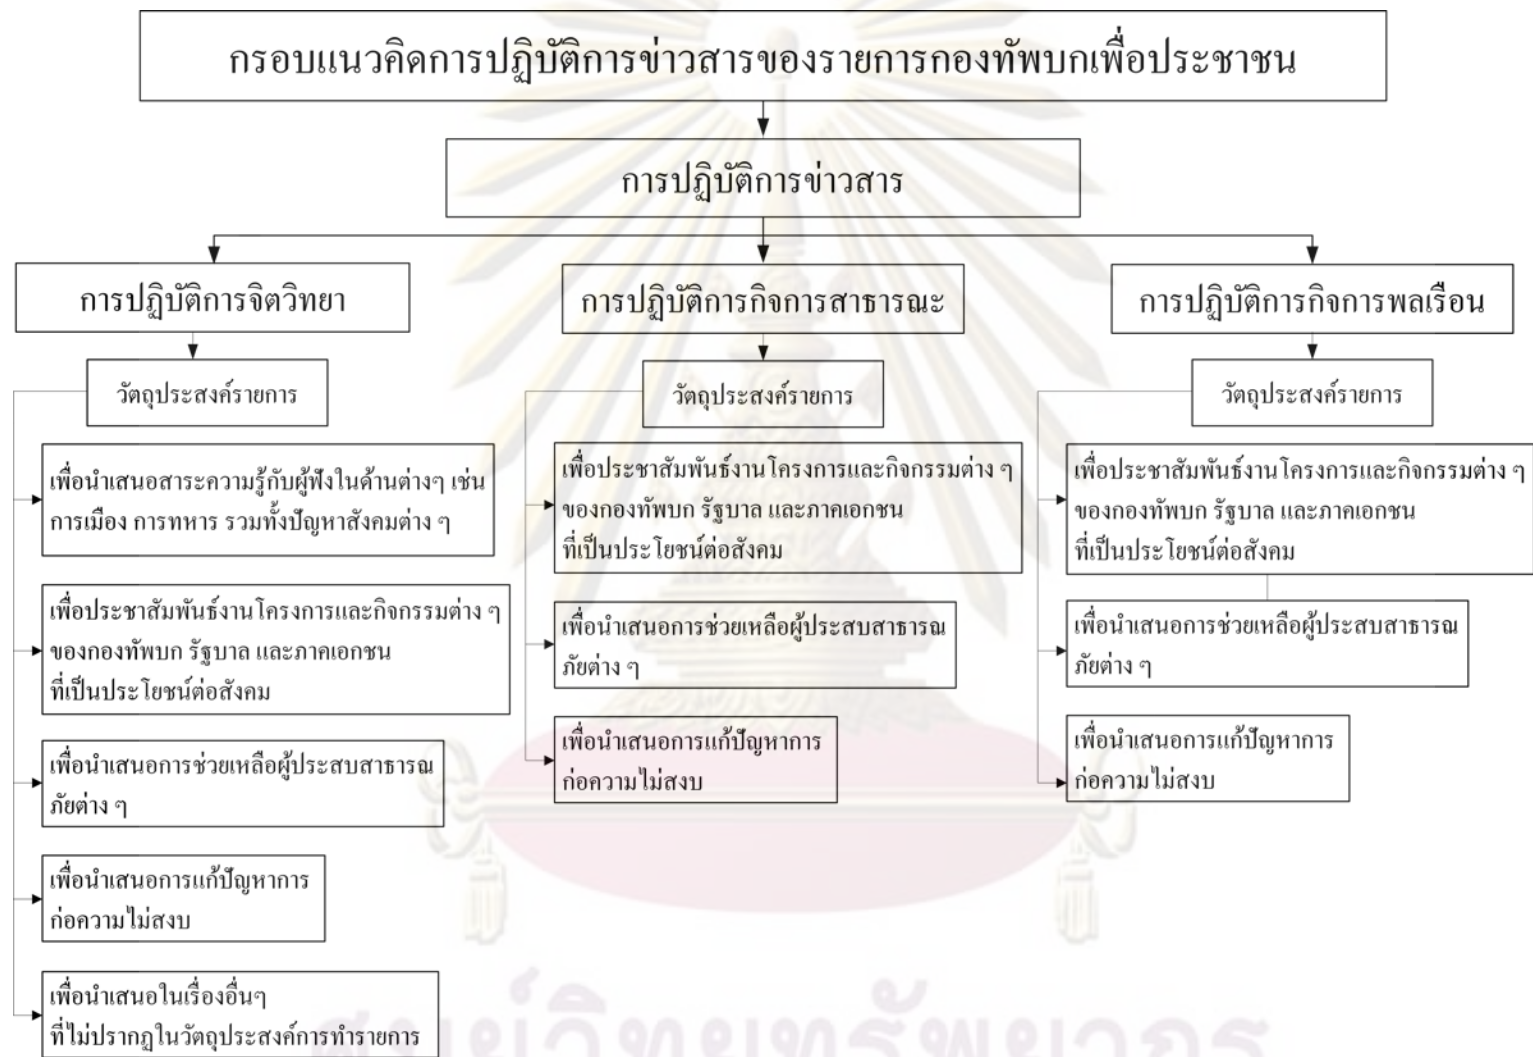 กรอบแนวคิดการปฏิบัติการข่าวสารของรายการกองทัพบกเพื่อประชาชน
การปฏิบัติการข่าวสาร
การปฏิบัติการจิตวิทยา
วัตถุประสงค์รายการ
เพื่อนำเสนอสาระความรู้กับผู้ฟังในด้านต่างๆ เช่น
การเมือง การทหาร รวมทั้งปัญหาสังคมต่าง ๆ
เพื่อประชาสัมพันธ์งานโครงการและกิจกรรมต่าง ๆ
ของกองทัพบก รัฐบาล และภาคเอกชน
ที่เป็นประโยชน์ต่อสังคม
เพื่อนำเสนอการช่วยเหลือผู้ประสบสาธารณ
ภัยต่าง ๆ
เพื่อนำเสนอการแก้ปัญหาการ
ก่อความไม่สงบ
เพื่อนำเสนอในเรื่องอื่นๆ
ที่ไม่ปรากฏในวัตถุประสงค์การทำรายการ
การปฏิบัติการกิจการสาธารณะ
วัตถุประสงค์รายการ
เพื่อประชาสัมพันธ์งานโครงการและกิจกรรมต่าง ๆ
ของกองทัพบก รัฐบาล และภาคเอกชน
ที่เป็นประโยชน์ต่อสังคม
เพื่อนำเสนอการช่วยเหลือผู้ประสบสาธารณ
ภัยต่าง ๆ
เพื่อนำเสนอการแก้ปัญหาการ
ก่อความไม่สงบ
การปฏิบัติการกิจการพลเรือน
วัตถุประสงค์รายการ
เพื่อประชาสัมพันธ์งานโครงการและกิจกรรมต่าง ๆ
ของกองทัพบก รัฐบาล และภาคเอกชน
ที่เป็นประโยชน์ต่อสังคม
เพื่อนำเสนอการช่วยเหลือผู้ประสบสาธารณ
ภัยต่าง ๆ
เพื่อนำเสนอการแก้ปัญหาการ
ก่อความไม่สงบ
ศูนย์วิทยทรัพยากร